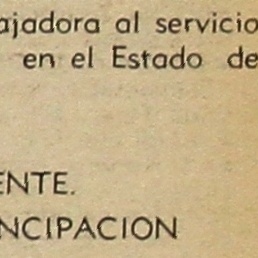 ajadora al servicio
en el Estado de
ENTE.
NCIPACION